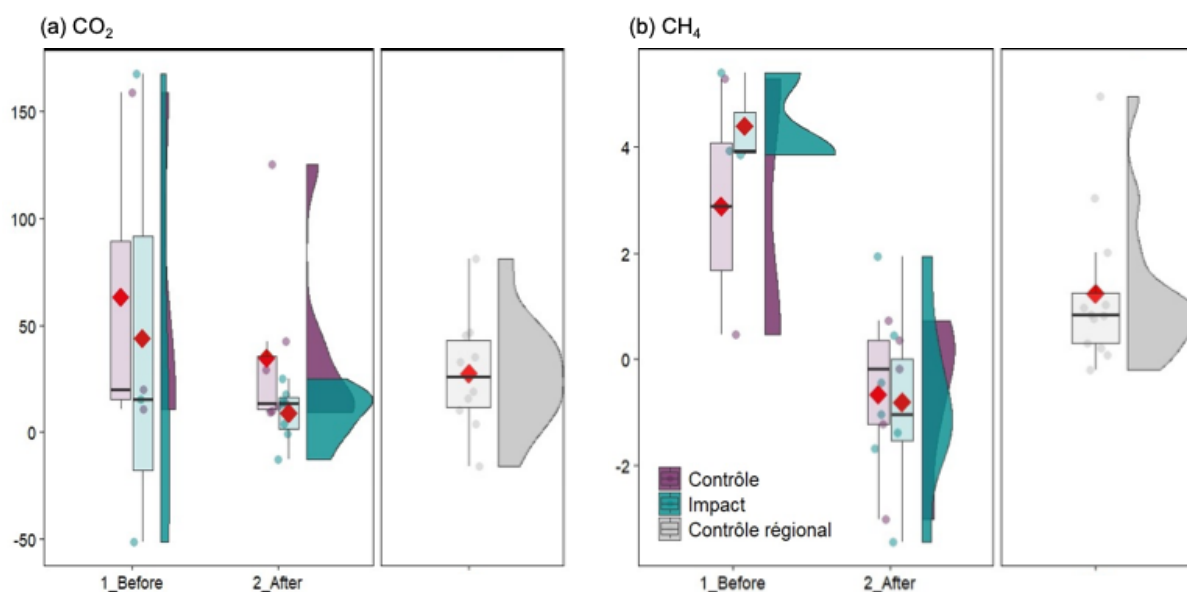 (a) CO₂
150
100
50
0
-50
1_Before 2_After
(b) CH₄
4
2
0
-2
Contrôle
Impact
Contrôle régional
1_Before 2_After